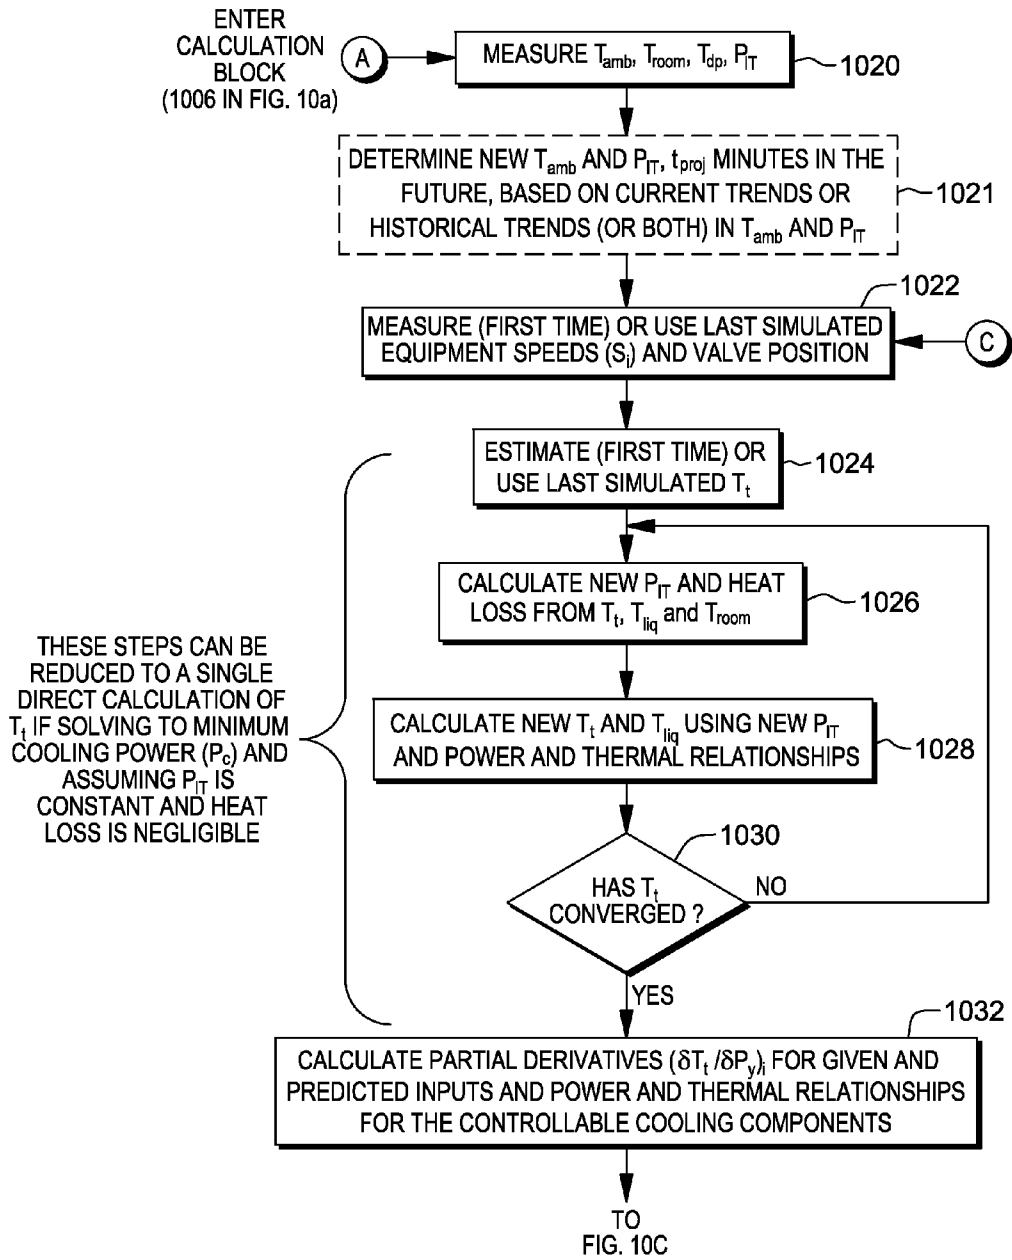 ENTER
CALCULATION
BLOCK
(1006 IN FIG. 10a)
A
MEASURE Tamb, Troom, Tdp, PIT
1020
DETERMINE NEW Tamb AND PIT, tproj MINUTES IN THE
FUTURE, BASED ON CURRENT TRENDS OR
HISTORICAL TRENDS (OR BOTH) IN Tamb AND PIT
1021
1022
MEASURE (FIRST TIME) OR USE LAST SIMULATED
EQUIPMENT SPEEDS (Si) AND VALVE POSITION
C
ESTIMATE (FIRST TIME) OR
USE LAST SIMULATED Tt
1024
CALCULATE NEW PIT AND HEAT
LOSS FROM Tt, Tliq and Troom
1026
THESE STEPS CAN BE
REDUCED TO A SINGLE
DIRECT CALCULATION OF
Tt IF SOLVING TO MINIMUM
COOLING POWER (Pc) AND
ASSUMING PIT IS
CONSTANT AND HEAT
LOSS IS NEGLIGIBLE
CALCULATE NEW Tt AND Tliq USING NEW PIT
AND POWER AND THERMAL RELATIONSHIPS
1028
1030
HAS Tt
CONVERGED ?
NO
YES
1032
CALCULATE PARTIAL DERIVATIVES (δTt /δPy)i FOR GIVEN AND
PREDICTED INPUTS AND POWER AND THERMAL RELATIONSHIPS
FOR THE CONTROLLABLE COOLING COMPONENTS
TO
FIG. 10C